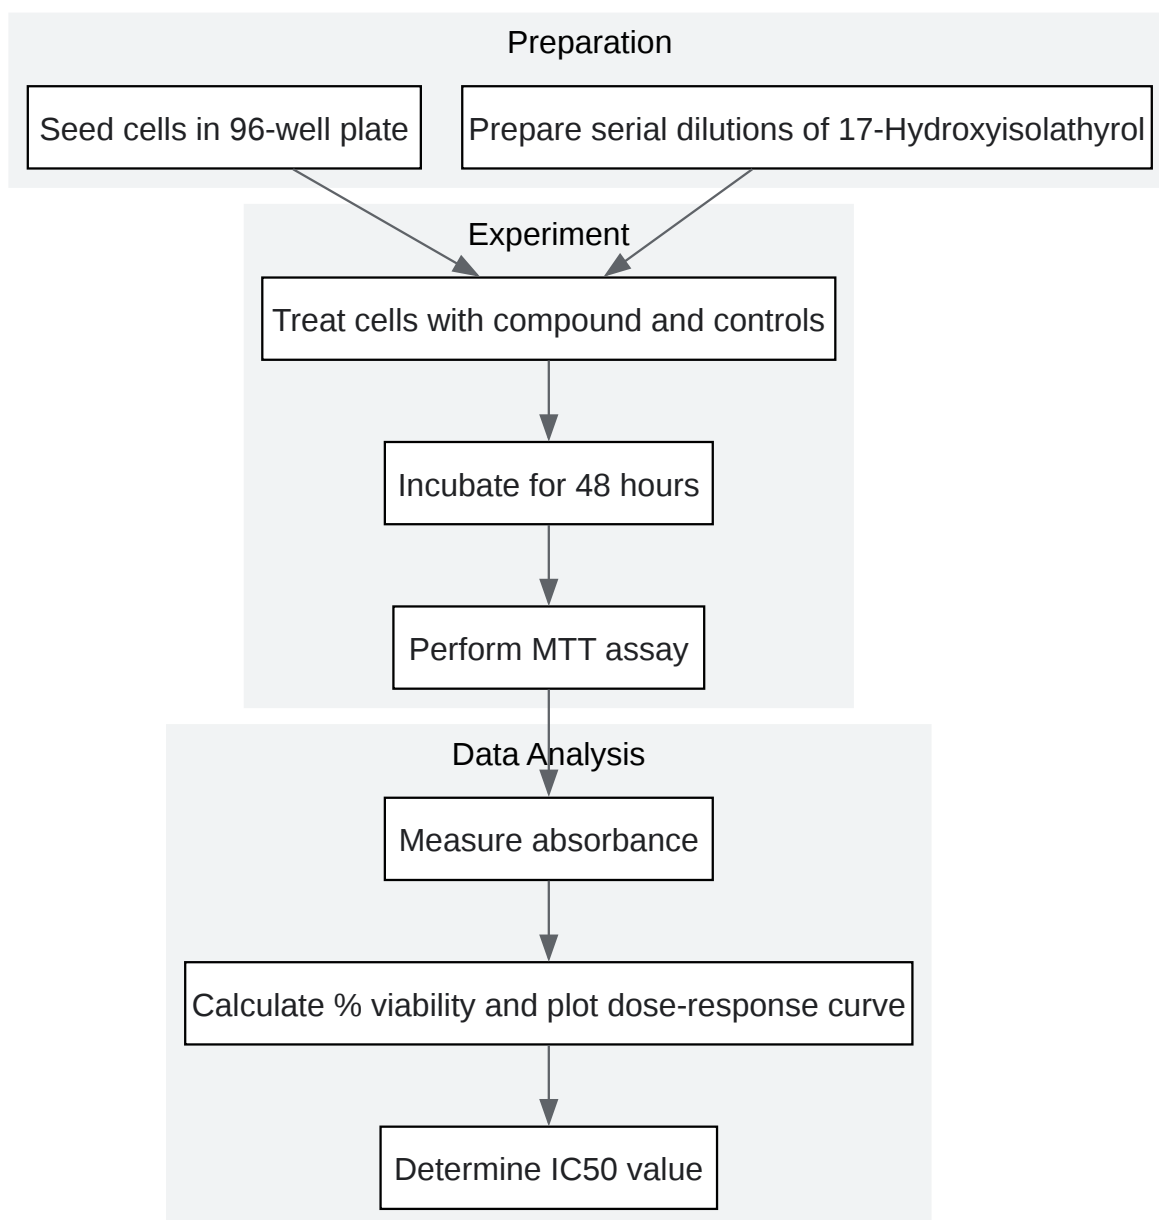 Preparation
Seed cells in 96-well plate
Prepare serial dilutions of 17-Hydroxyisolathyrol
Experiment
Treat cells with compound and controls
Incubate for 48 hours
Perform MTT assay
Data Analysis
Measure absorbance
Calculate % viability and plot dose-response curve
Determine IC50 value